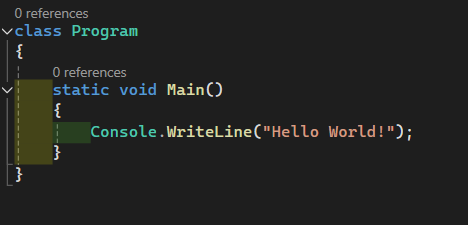 0 references
class Program
{
0 references
static void Main()
{
Console.WriteLine("Hello World!");
}
}